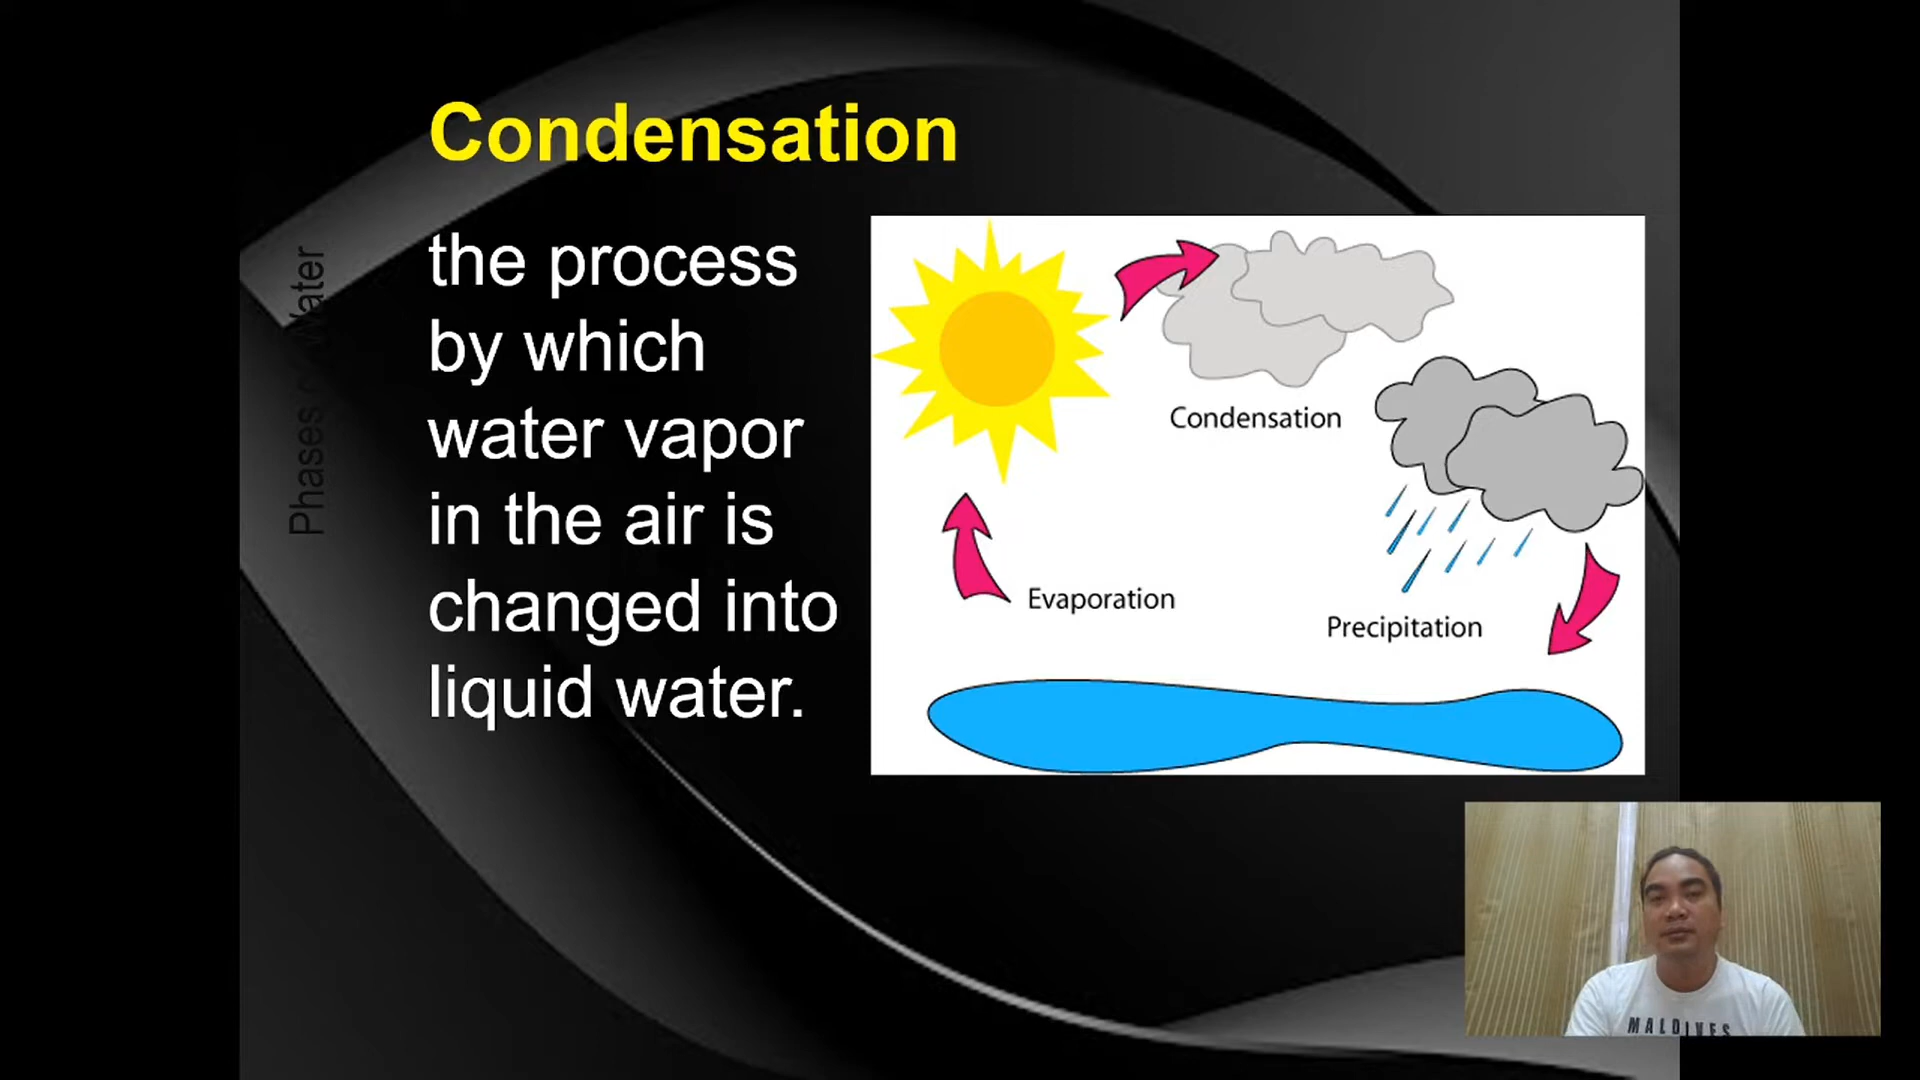 Condensation
the process
by which
water vapor
in the air is
changed into
liquid water.
Phases of Water
Condensation
Evaporation
Precipitation
MALDIVES